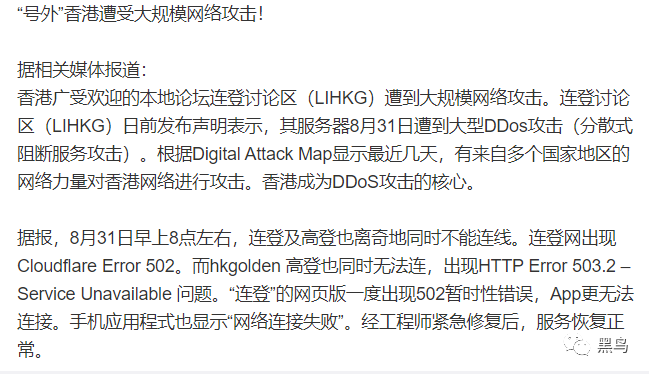 “号外”香港遭受大规模网络攻击！
据相关媒体报道：
香港广受欢迎的本地论坛连登讨论区（LIHKG）遭到大规模网络攻击。连登讨论
区（LIHKG）日前发布声明表示，其服务器8月31日遭到大型DDos攻击（分散式
阻断服务攻击）。根据Digital Attack Map显示最近几天，有来自多个国家地区的
网络力量对香港网络进行攻击。香港成为DDoS攻击的核心。
据报，8月31日早上8点左右，连登及高登也离奇地同时不能连线。连登网出现
Cloudflare Error 502。而hkgolden 高登也同时无法连，出现HTTP Error 503.2 –
Service Unavailable 问题。“连登”的网页版一度出现502暂时性错误，App更无法
连接。手机应用程式也显示“网络连接失败”。经工程师紧急修复后，服务恢复正
常。
黑鸟